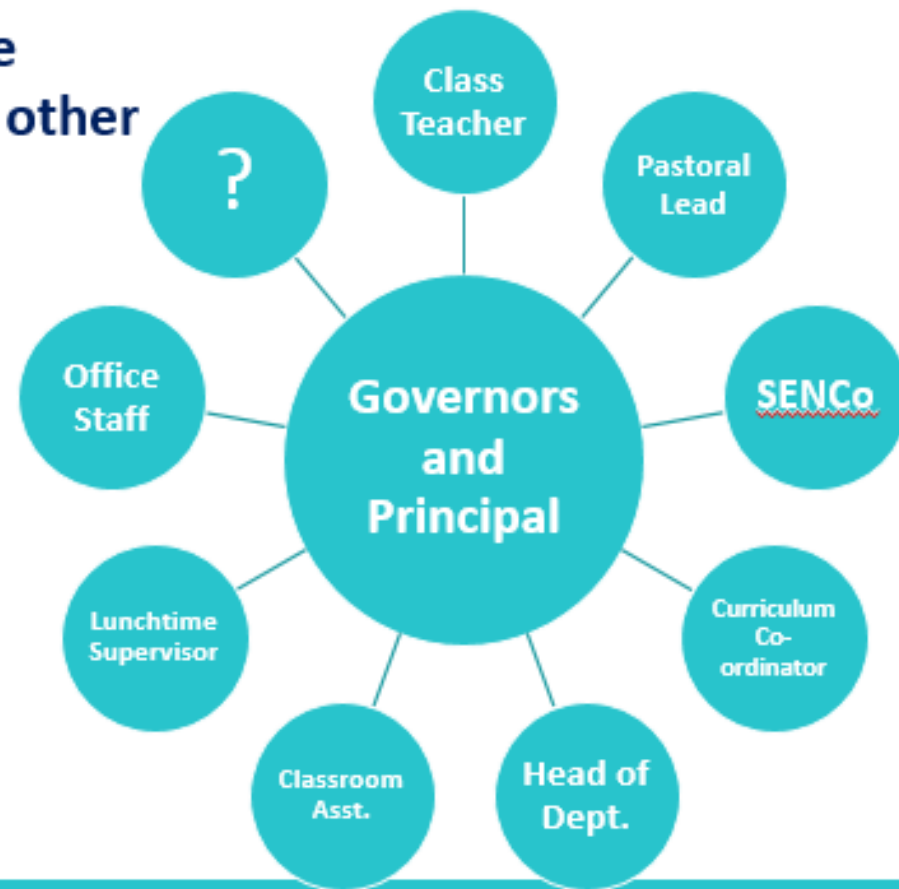 e
other
Class
Teacher
Pastoral
Lead
SENCo
Curriculum
Co-
ordinator
Head of
Dept.
Classroom
Asst.
Lunchtime
Supervisor
Office
Staff
?
Governors
and
Principal